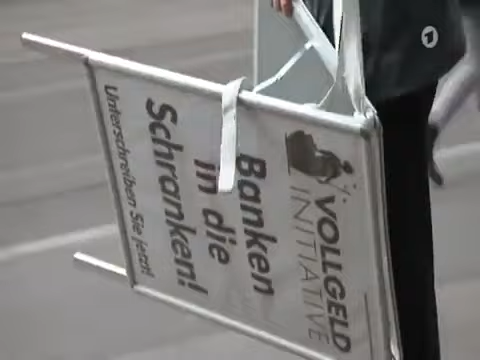 VOLLGELD
INITIATIVE
Banken
in die
Schranken!
Unterschreiben Sie jetzt!